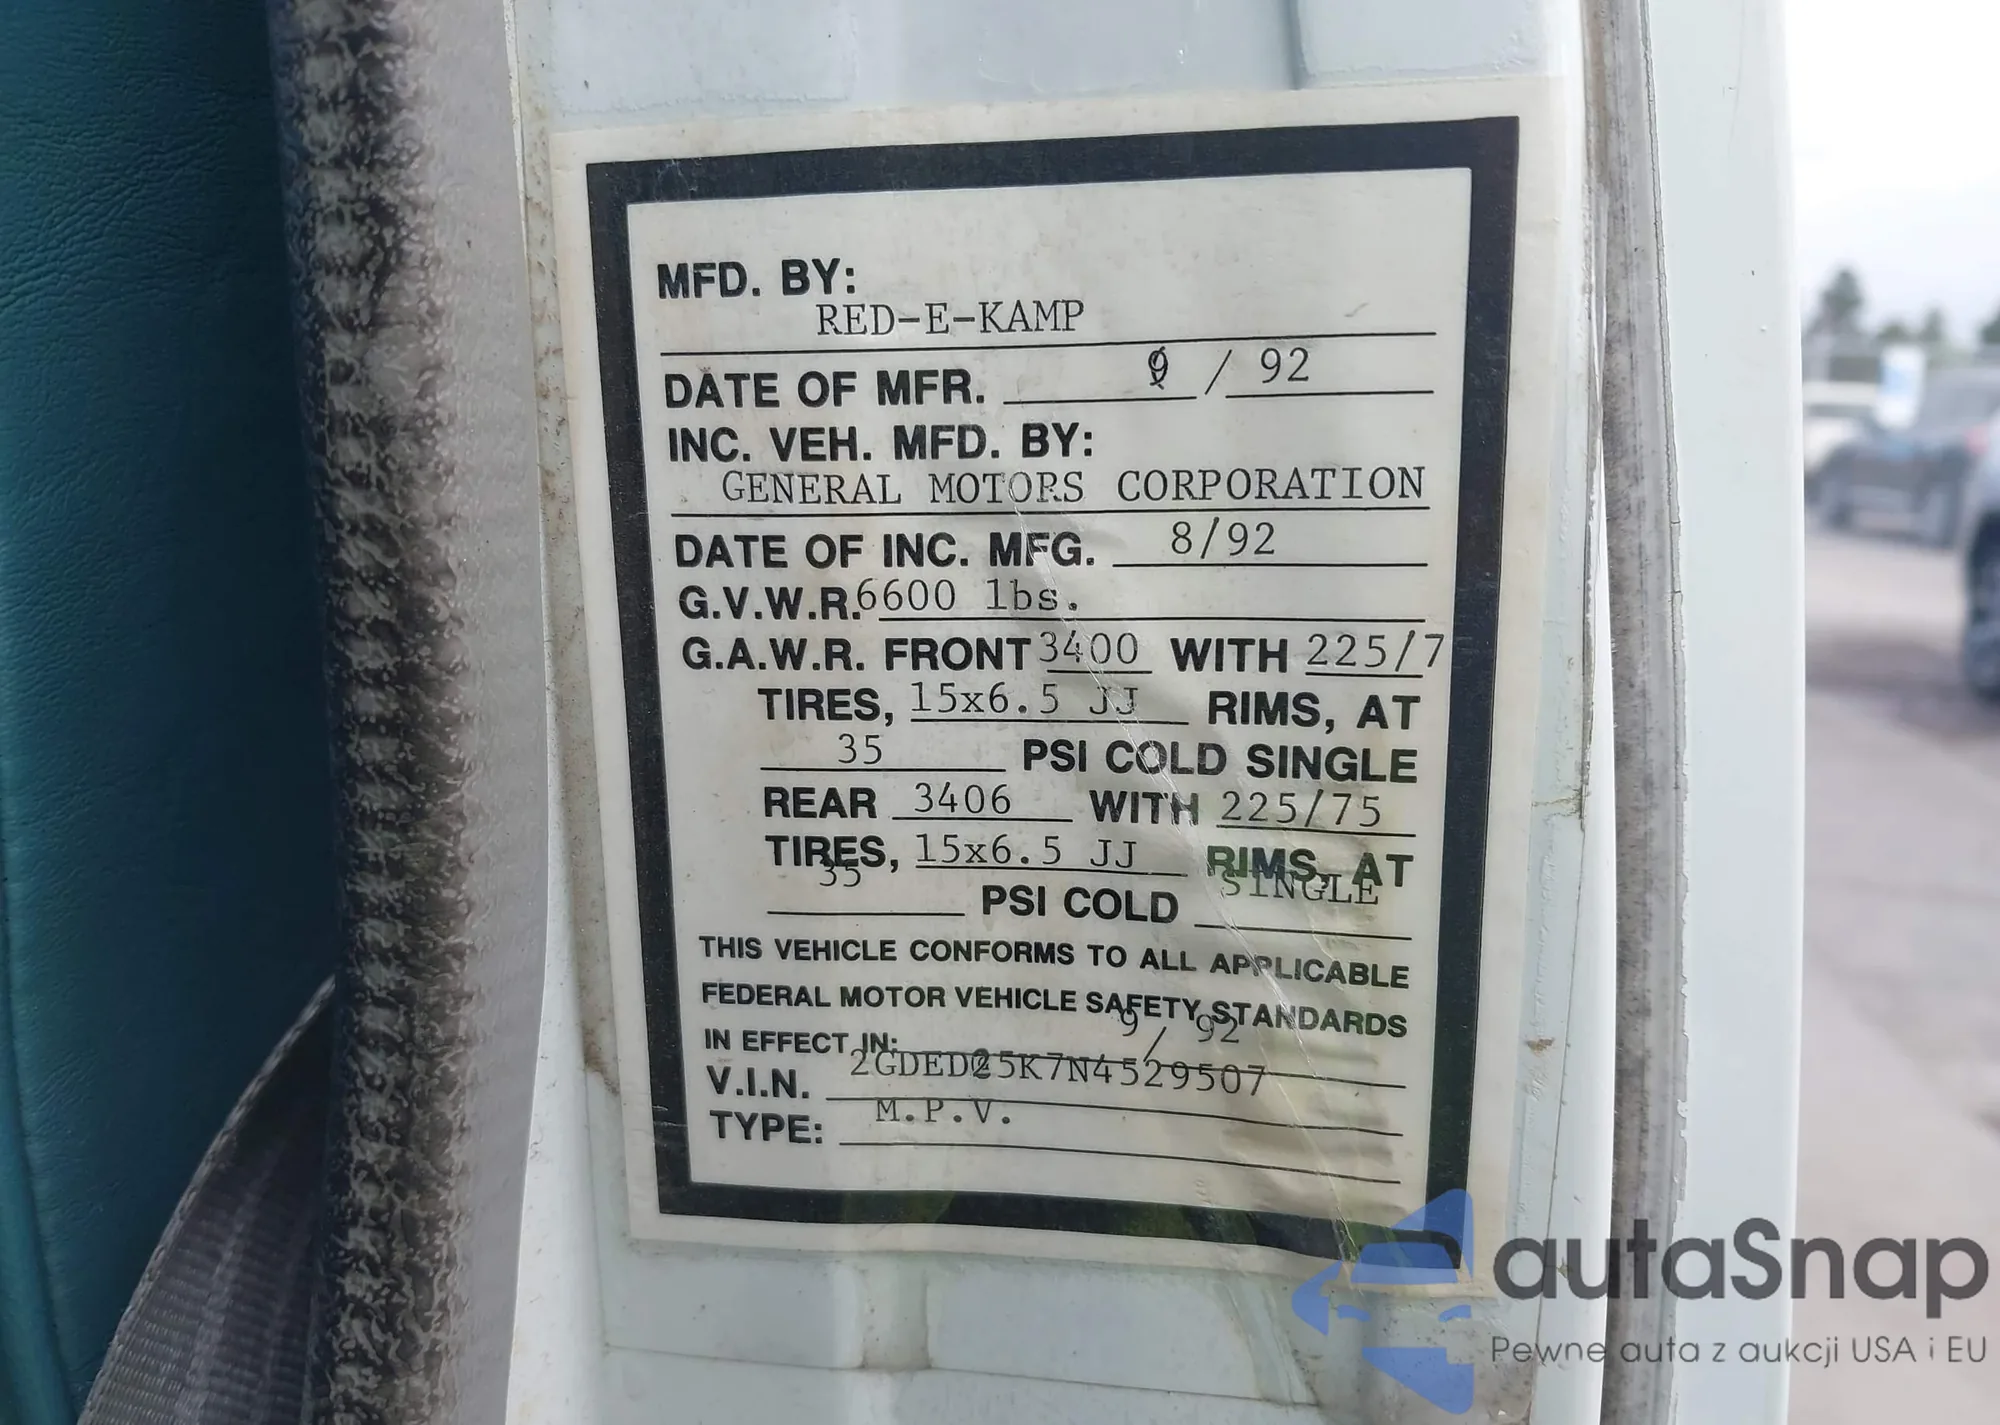 MFD. BY:
RED-E-KAMP
DATE OF MFR. 9 / 92
INC. VEH. MFD. BY:
GENERAL MOTORS CORPORATION
DATE OF INC. MFG. 8/92
G.V.W.R. 6600 lbs.
G.A.W.R. FRONT 3400 WITH 225/7
TIRES, 15x6.5 JJ RIMS, AT
35 PSI COLD SINGLE
REAR 3406 WITH 225/75
TIRES, 15x6.5 JJ RIMS, AT
35 PSI COLD SINGLE
THIS VEHICLE CONFORMS TO ALL APPLICABLE
FEDERAL MOTOR VEHICLE SAFETY STANDARDS
IN EFFECT IN: 9 / 92
V.I.N. 2GDED25K7N4529507
TYPE: M.P.V.
autaSnap
Pewne auta z aukcji USA i EU